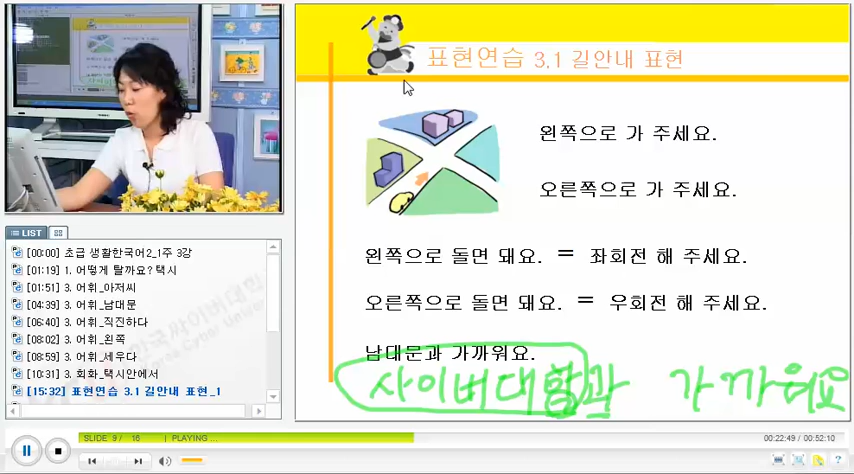 표현연습 3.1 길안내 표현
왼쪽으로 가 주세요.
오른쪽으로 가 주세요.
왼쪽으로 돌면 돼요. = 좌회전 해 주세요.
오른쪽으로 돌면 돼요. = 우회전 해 주세요.
남대문과 가까워요.
사이버대학과 가까워요
LIST
[00:00] 초급 생활한국어2_1주 3강
[01:19] 1. 어떻게 탈까요? 택시
[01:51] 3. 어휘_아저씨
[04:39] 3. 어휘_남대문
[06:40] 3. 어휘_직진하다
[08:02] 3. 어휘_왼쪽
[08:59] 3. 어휘_세우다
[10:31] 3. 회화_택시안에서
[15:32] 표현연습 3.1 길안내 표현_1
SLIDE 9 / 16 PLAYING ...
00:22:49 / 00:52:10